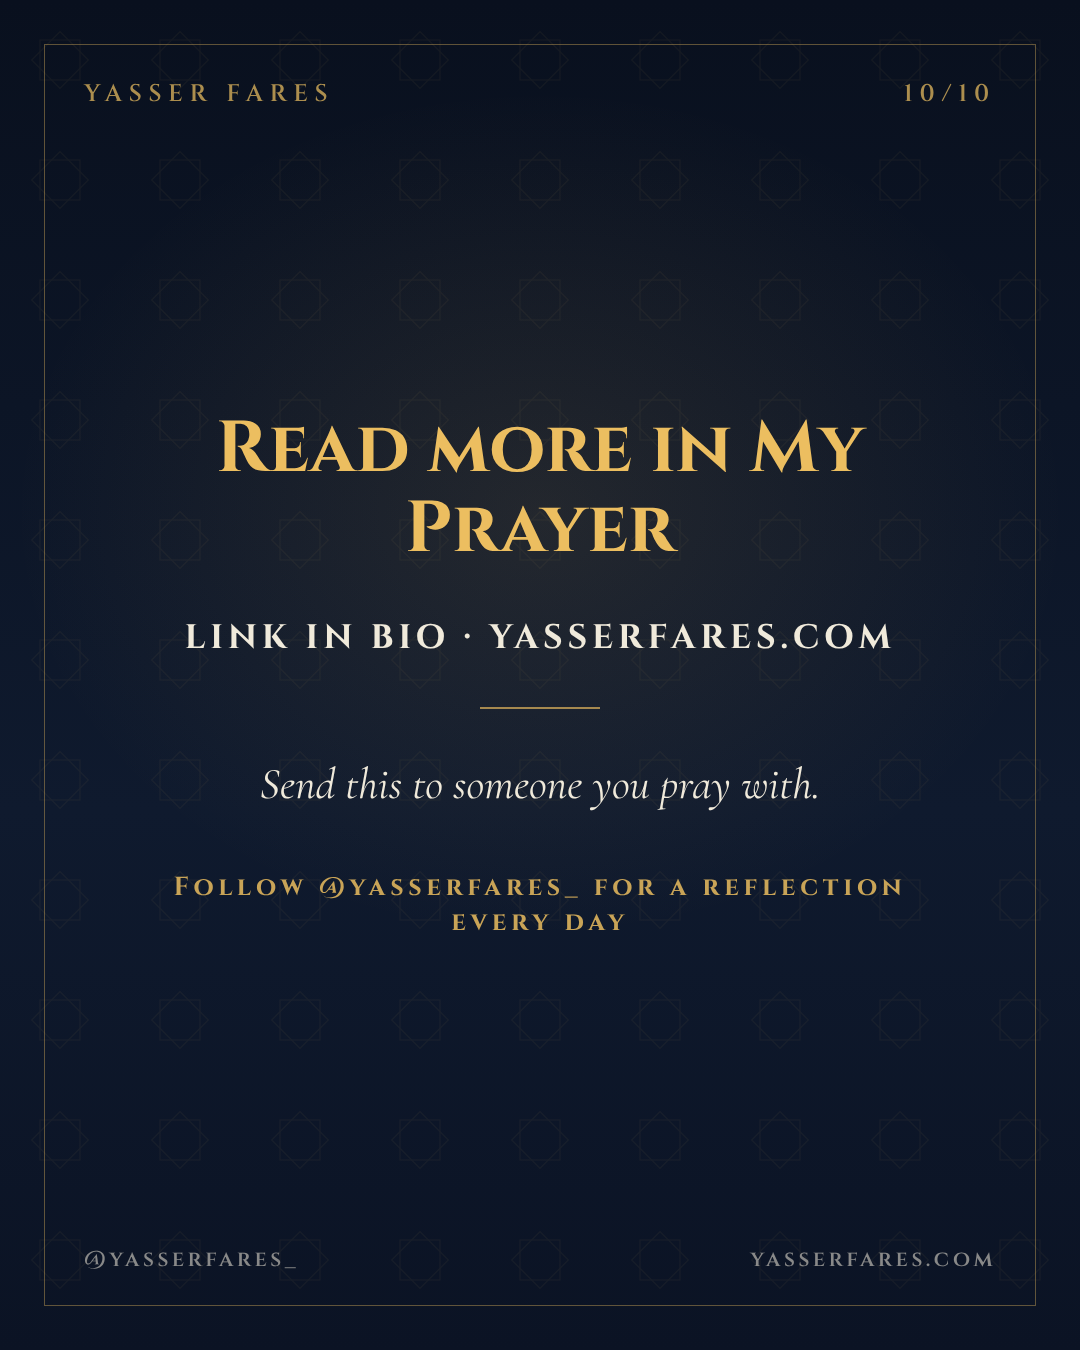 YASSER FARES
10/10
Read more in My
Prayer
LINK IN BIO · YASSERFARES.COM
Send this to someone you pray with.
Follow @yasserfares_ for a reflection
every day
@YASSERFARES_
YASSERFARES.COM